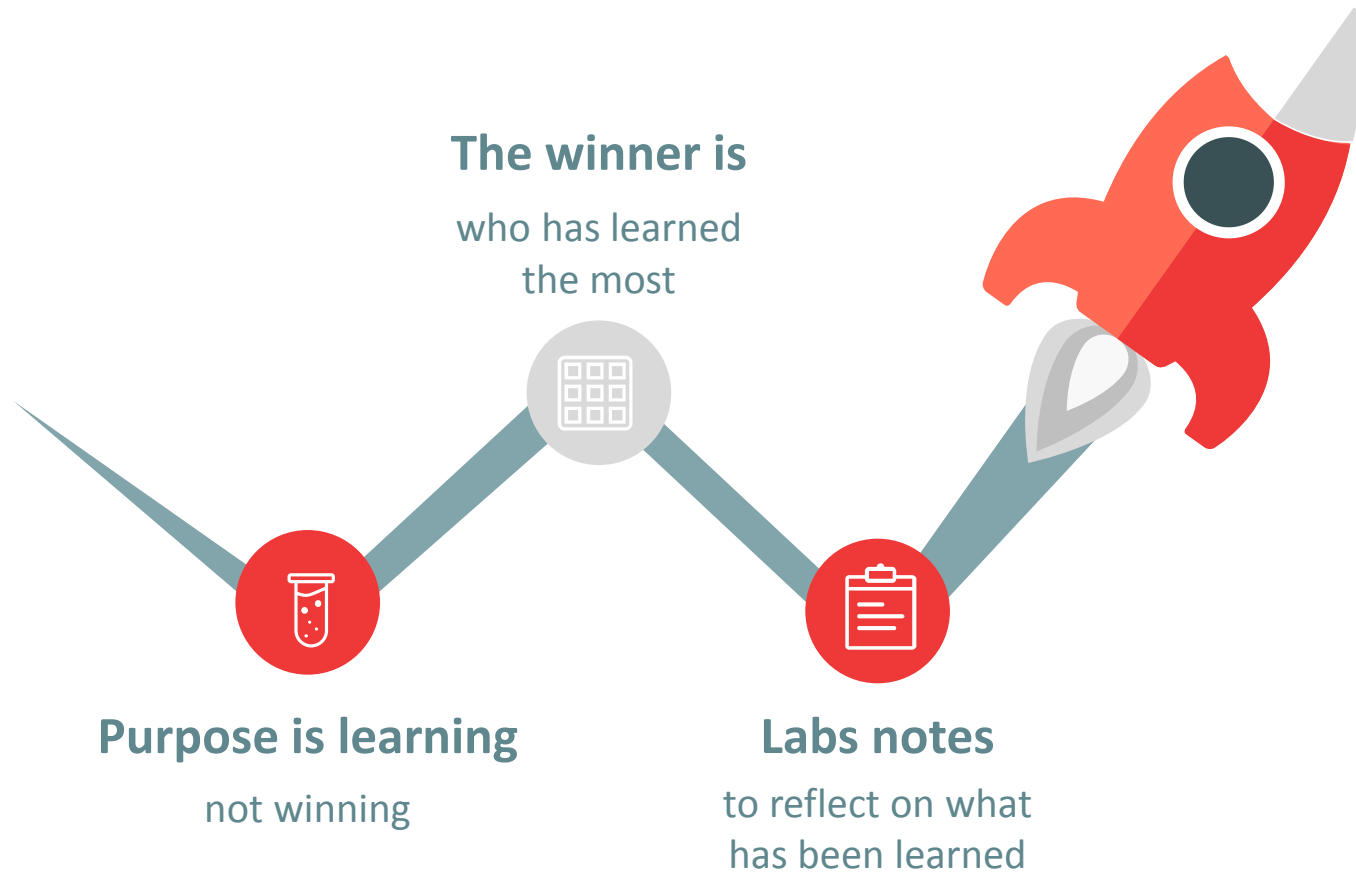 The winner is
who has learned
the most
Purpose is learning
not winning
Labs notes
to reflect on what
has been learned